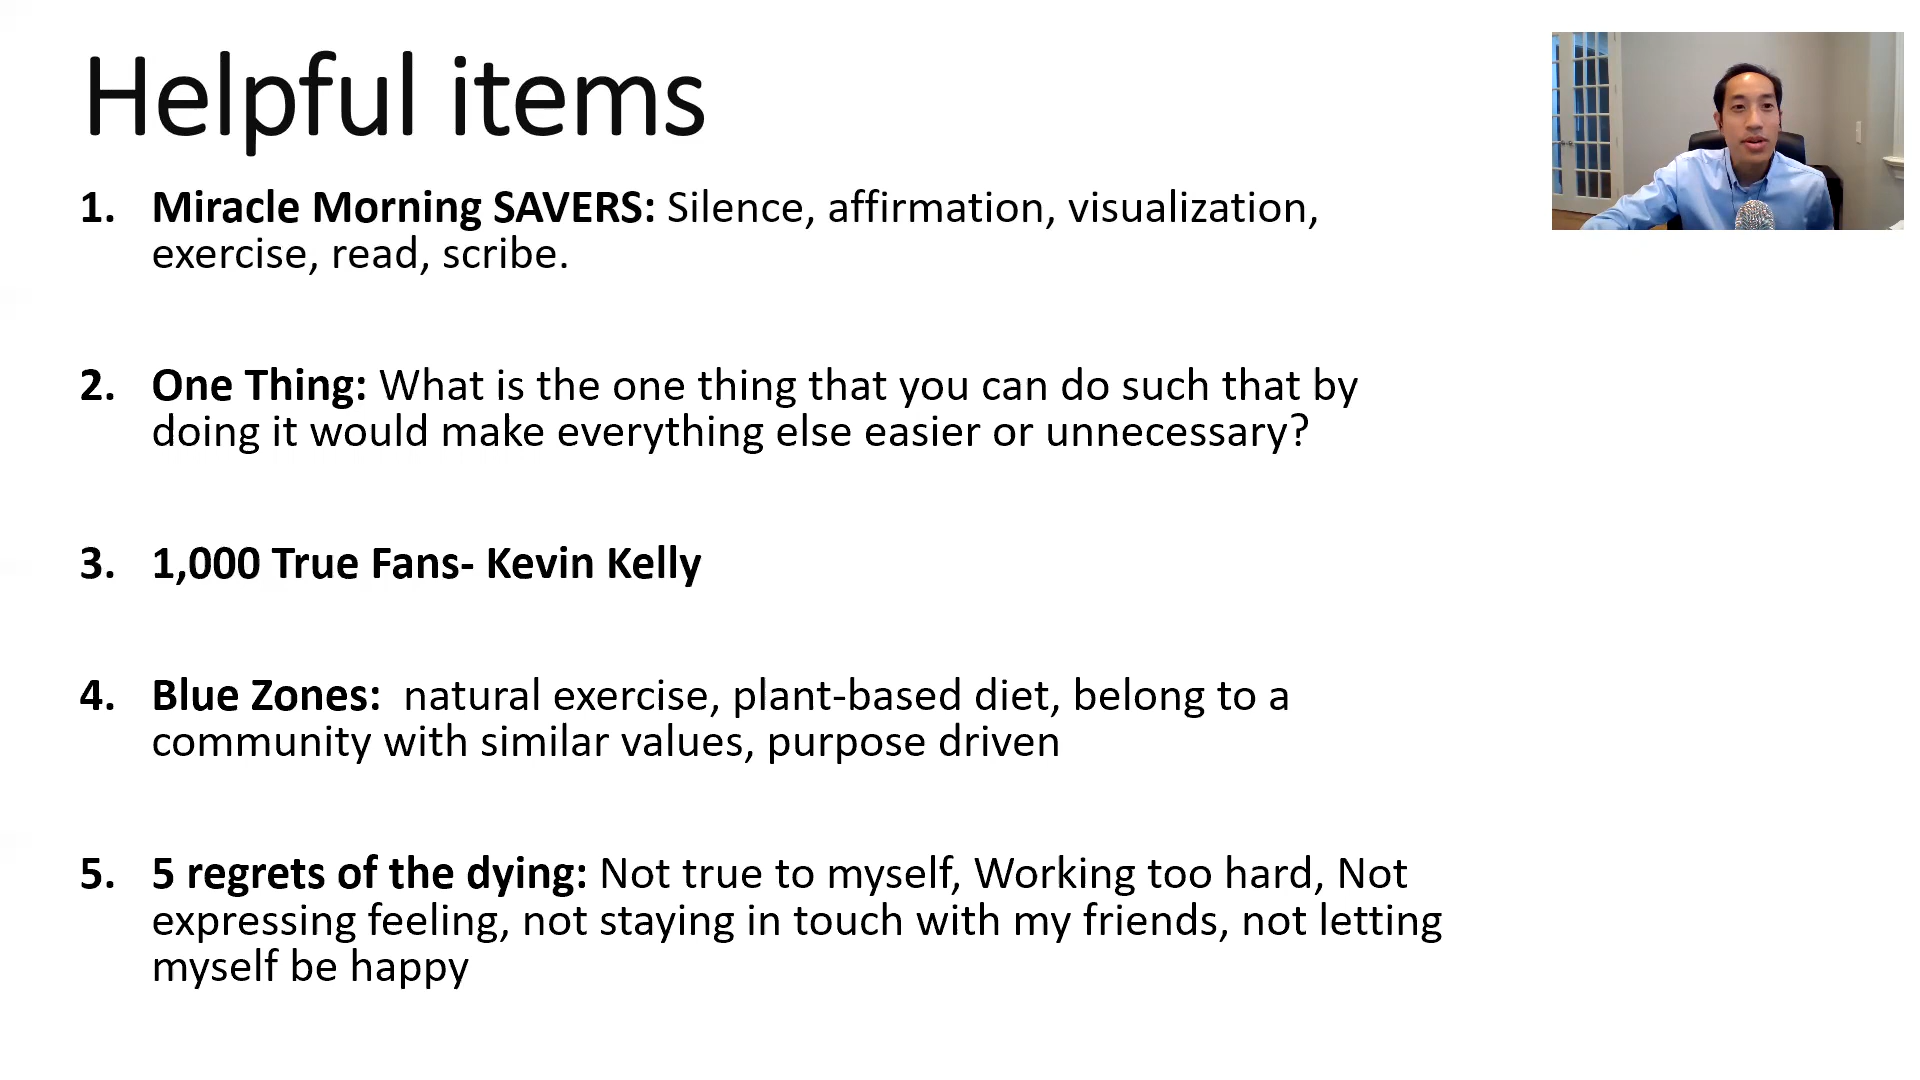 Helpful items
1. Miracle Morning SAVERS: Silence, affirmation, visualization,
exercise, read, scribe.
2. One Thing: What is the one thing that you can do such that by
doing it would make everything else easier or unnecessary?
3. 1,000 True Fans- Kevin Kelly
4. Blue Zones:  natural exercise, plant-based diet, belong to a
community with similar values, purpose driven
5. 5 regrets of the dying: Not true to myself, Working too hard, Not
expressing feeling, not staying in touch with my friends, not letting
myself be happy